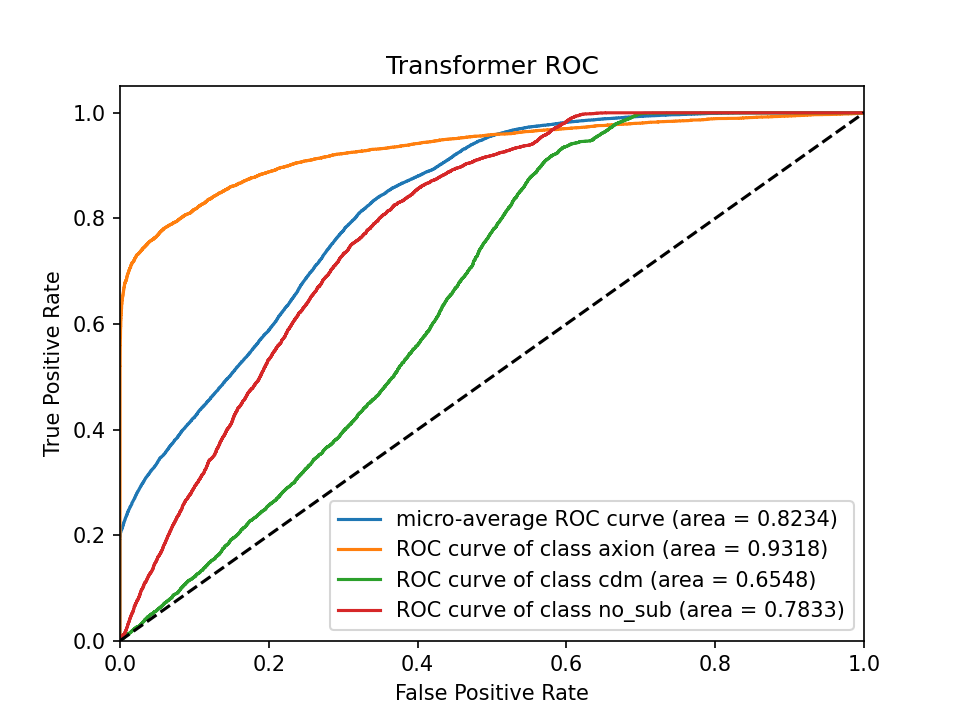 Transformer ROC
True Positive Rate
1.0
0.8
0.6
0.4
0.2
0.0
micro-average ROC curve (area = 0.8234)
ROC curve of class axion (area = 0.9318)
ROC curve of class cdm (area = 0.6548)
ROC curve of class no_sub (area = 0.7833)
0.0 0.2 0.4 0.6 0.8 1.0
False Positive Rate